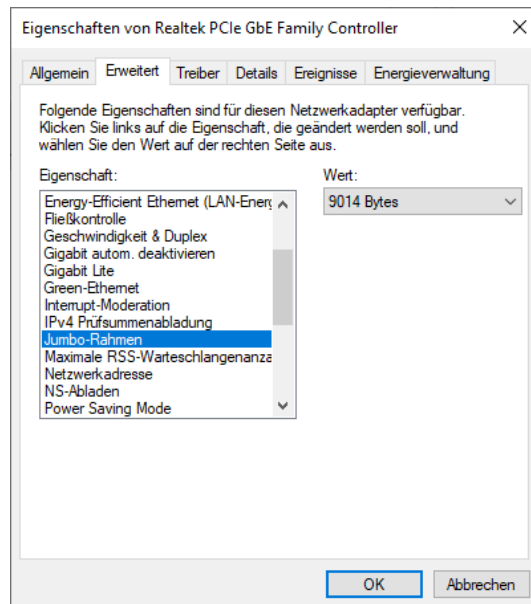 Eigenschaften von Realtek PCIe GbE Family Controller
Allgemein Erweitert Treiber Details Ereignisse Energieverwaltung
Folgende Eigenschaften sind für diesen Netzwerkadapter verfügbar.
Klicken Sie links auf die Eigenschaft, die geändert werden soll, und
wählen Sie den Wert auf der rechten Seite aus.
Eigenschaft: Wert:
Energy-Efficient Ethernet (LAN-Energ 9014 Bytes
Fließkontrolle
Geschwindigkeit & Duplex
Gigabit autom. deaktivieren
Gigabit Lite
Green-Ethernet
Interrupt-Moderation
IPv4 Prüfsummenabladung
Jumbo-Rahmen
Maximale RSS-Warteschlangenanza
Netzwerkadresse
NS-Abladen
Power Saving Mode
OK Abbrechen